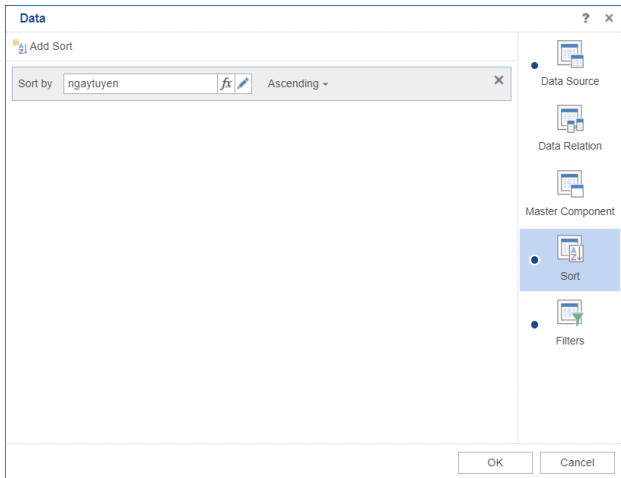 Data
? ×
Add Sort
Sort by ngaytuyen fx Ascending
Data Source
Data Relation
Master Component
Sort
Filters
OK Cancel